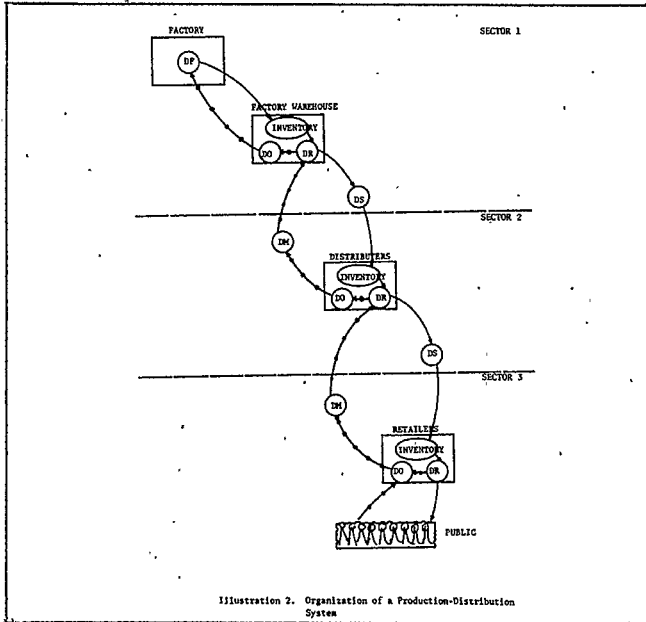 FACTORY
SECTOR 1
DF
FACTORY WAREHOUSE
INVENTORY
DO
DR
DS
SECTOR 2
DM
DISTRIBUTERS
INVENTORY
DO
DR
DS
SECTOR 3
DM
RETAILERS
INVENTORY
DO
DR
PUBLIC
Illustration 2. Organization of a Production-Distribution
System